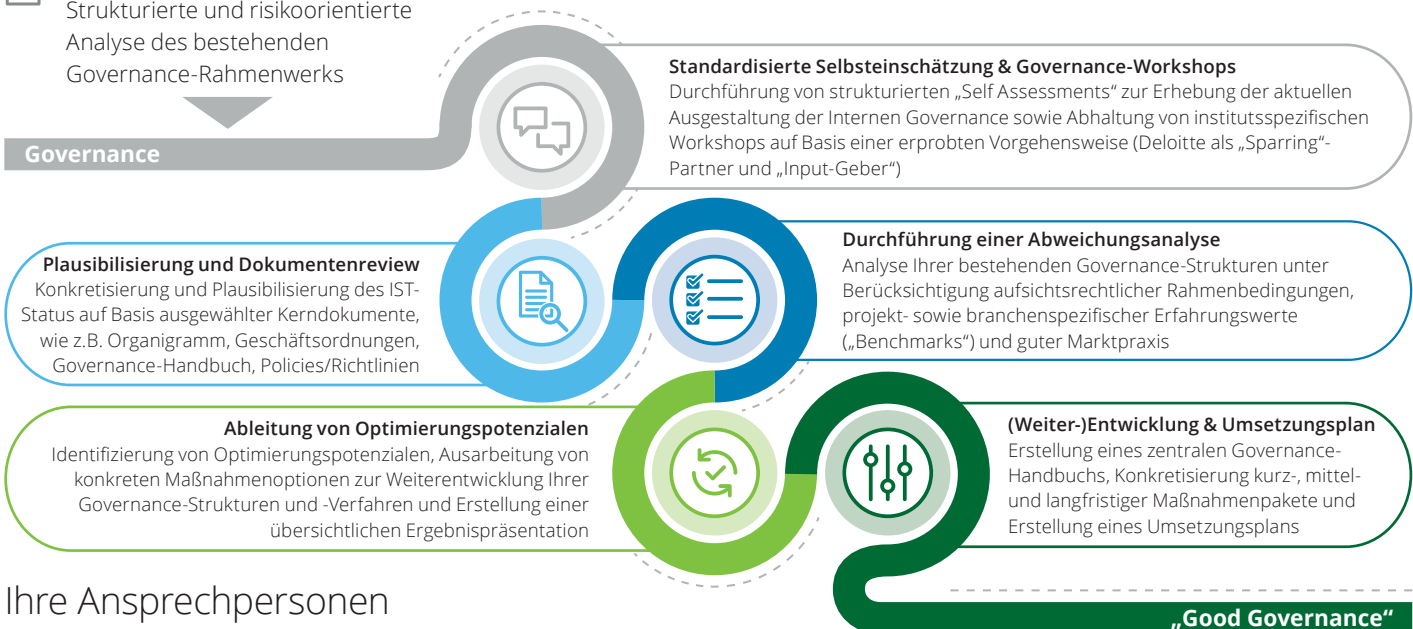 Strukturierte und risikoorientierte
Analyse des bestehenden
Governance-Rahmenwerks
Governance
Standardisierte Selbsteinschätzung & Governance-Workshops
Durchführung von strukturierten „Self Assessments“ zur Erhebung der aktuellen
Ausgestaltung der Internen Governance sowie Abhaltung von institutsspezifischen
Workshops auf Basis einer erprobten Vorgehensweise (Deloitte als „Sparring“-
Partner und „Input-Geber“)
Plausibilisierung und Dokumentenreview
Konkretisierung und Plausibilisierung des IST-
Status auf Basis ausgewählter Kerndokumente,
wie z.B. Organigramm, Geschäftsordnungen,
Governance-Handbuch, Policies/Richtlinien
Durchführung einer Abweichungsanalyse
Analyse Ihrer bestehenden Governance-Strukturen unter
Berücksichtigung aufsichtsrechtlicher Rahmenbedingungen,
projekt- sowie branchenspezifischer Erfahrungswerte
(„Benchmarks“) und guter Marktpraxis
Ableitung von Optimierungspotenzialen
Identifizierung von Optimierungspotenzialen, Ausarbeitung von
konkreten Maßnahmenoptionen zur Weiterentwicklung Ihrer
Governance-Strukturen und -Verfahren und Erstellung einer
übersichtlichen Ergebnispräsentation
(Weiter-)Entwicklung & Umsetzungsplan
Erstellung eines zentralen Governance-
Handbuchs, Konkretisierung kurz-, mittel-
und langfristiger Maßnahmenpakete und
Erstellung eines Umsetzungsplans
Ihre Ansprechpersonen
„Good Governance“